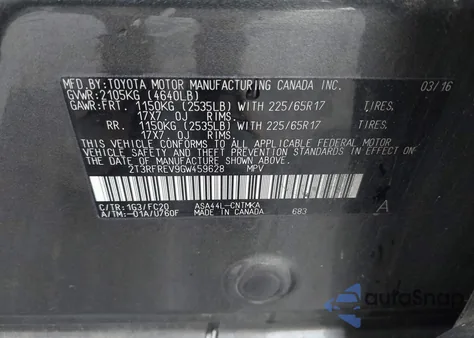 MFD.BY:TOYOTA MOTOR MANUFACTURING CANADA INC. 03/16
GVWR:2105KG (4640LB)
GAWR:FRT. 1150KG (2535LB) WITH 225/65R17 TIRES,
17X7.0J RIMS.
RR. 1150KG (2535LB) WITH 225/65R17 TIRES,
17X7.0J RIMS.
THIS VEHICLE CONFORMS TO ALL APPLICABLE FEDERAL MOTOR
VEHICLE SAFETY AND THEFT PREVENTION STANDARDS IN EFFECT ON
THE DATE OF MANUFACTURE SHOWN ABOVE.
2T3RFREV9GW459628 MPV
C/TR:1G3/FC20 ASA44L-CNTMKA
A/TM:-01A/U760F 683 A
autoSnap